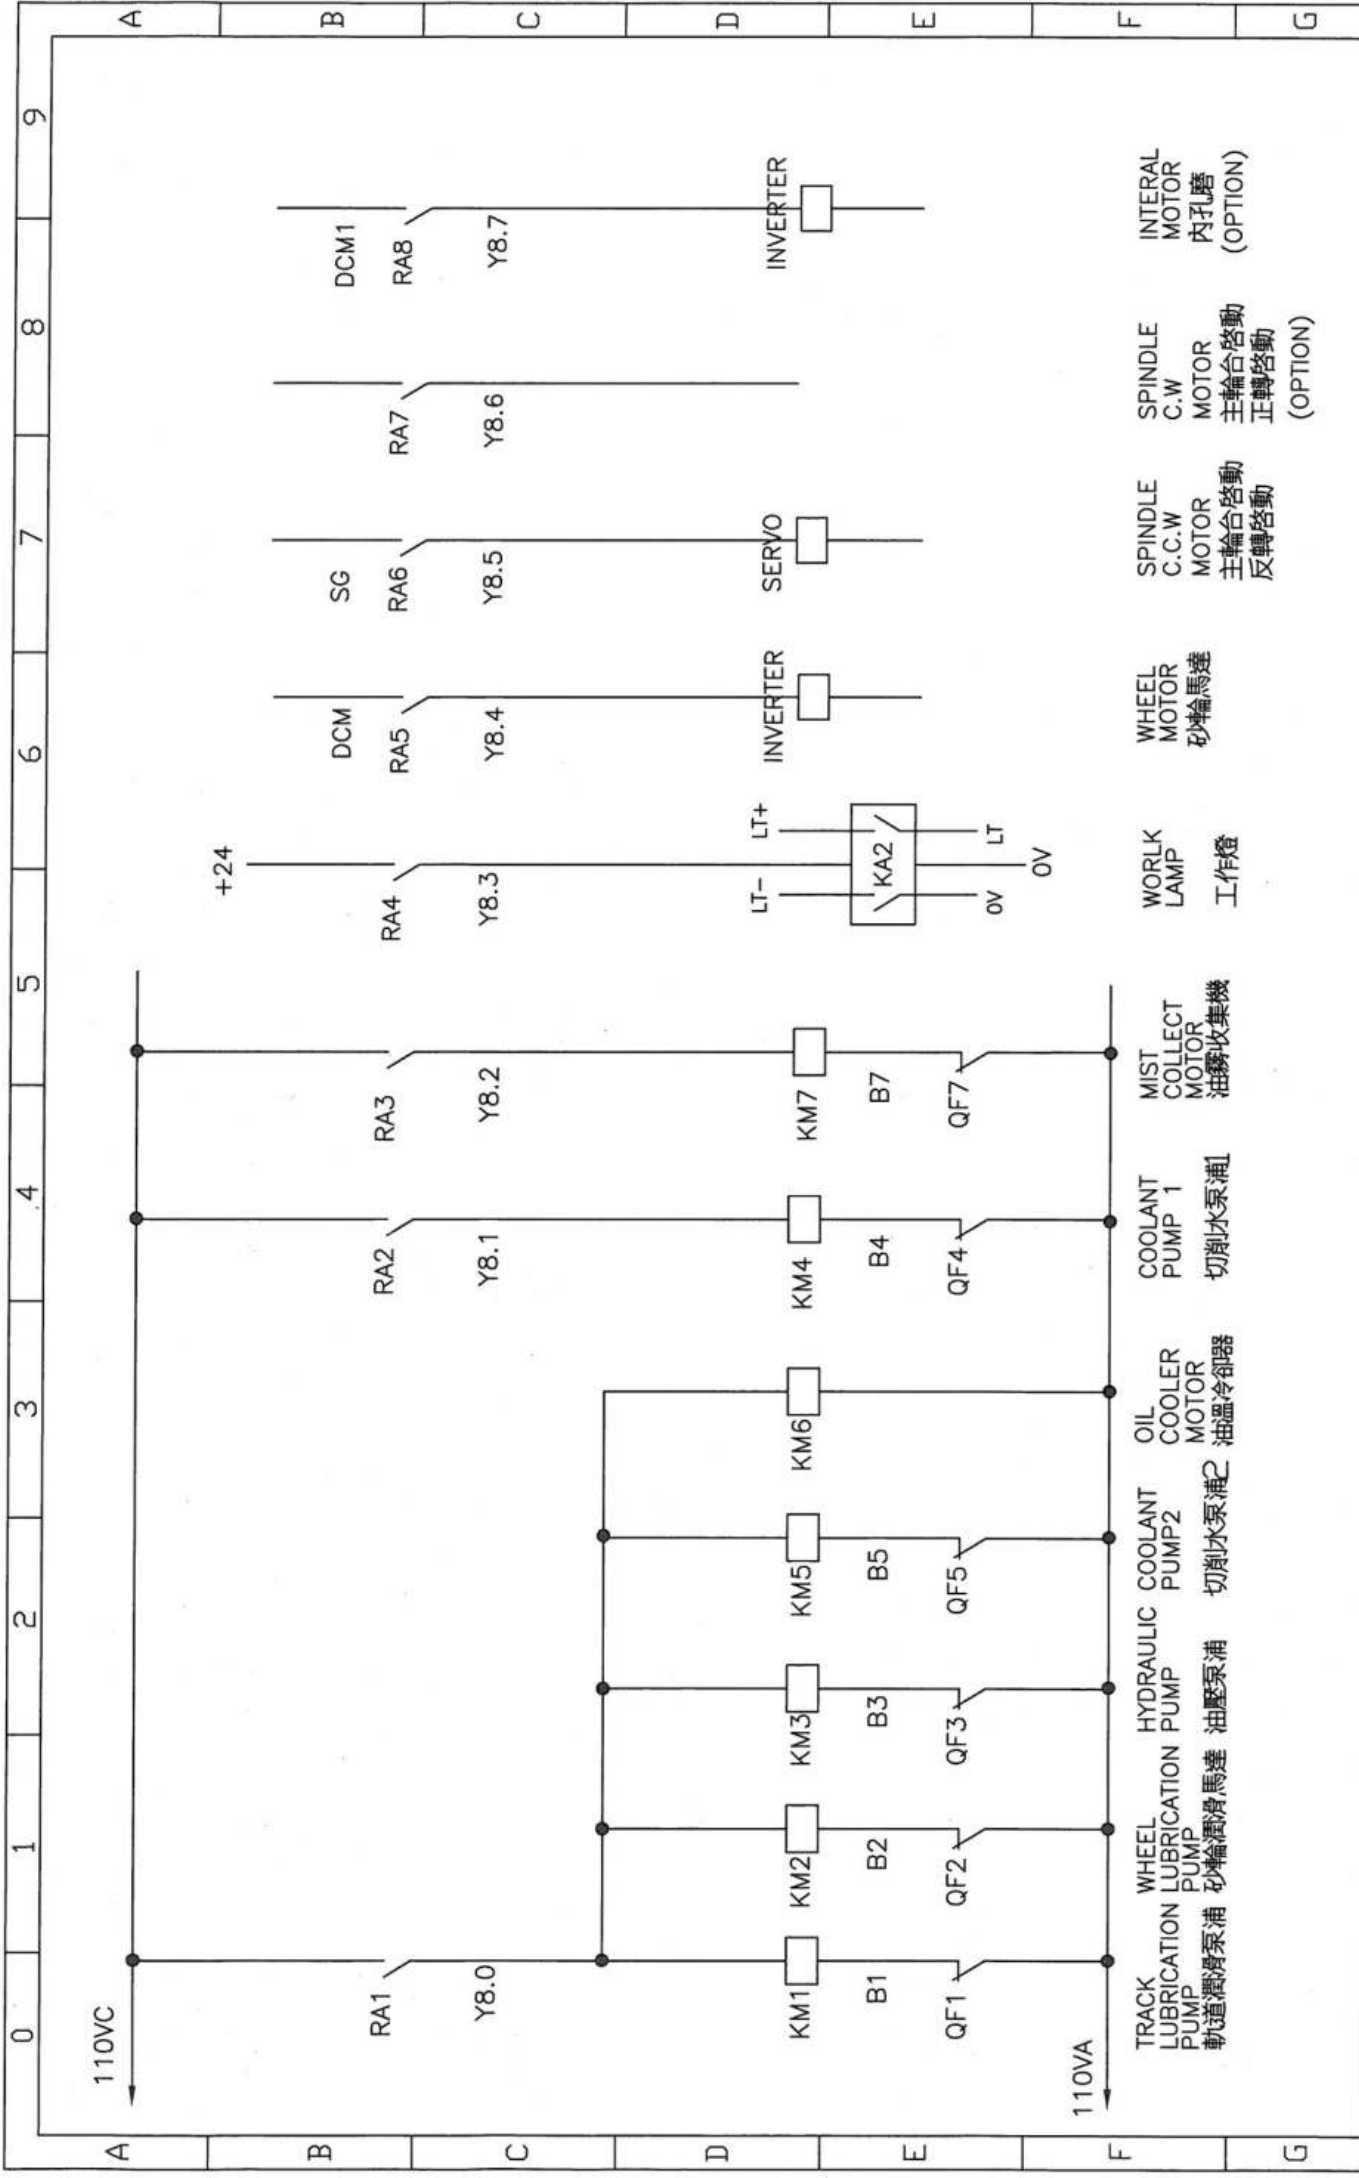 0 1 2 3 4 5 6 7 8 9
A
B
C
D
E
F
G
A
B
C
D
E
F
G
110VC
+24
DCM
SG
DCM1
RA1
RA2
RA3
RA4
RA5
RA6
RA7
RA8
Y8.0
Y8.1
Y8.2
Y8.3
Y8.4
Y8.5
Y8.6
Y8.7
LT-
LT+
INVERTER
SERVO
INVERTER
KM1
KM2
KM3
KM5
KM6
KM4
KM7
KA2
B1
B2
B3
B5
B4
B7
QF1
QF2
QF3
QF5
QF4
QF7
0V
LT
0V
110VA
TRACK
LUBRICATION
PUMP
軌道潤滑泵浦
WHEEL
LUBRICATION
PUMP
砂輪潤滑馬達
HYDRAULIC
PUMP
油壓泵浦
COOLANT
PUMP2
切削水泵浦2
OIL
COOLER
MOTOR
油溫冷卻器
COOLANT
PUMP 1
切削水泵浦1
MIST
COLLECT
MOTOR
油霧收集機
WORLK
LAMP
工作燈
WHEEL
MOTOR
砂輪馬達
SPINDLE
C.C.W
MOTOR
主輪台啓動
反轉啓動
SPINDLE
C.W
MOTOR
主輪台啓動
正轉啓動
(OPTION)
INTERAL
MOTOR
內孔磨
(OPTION)